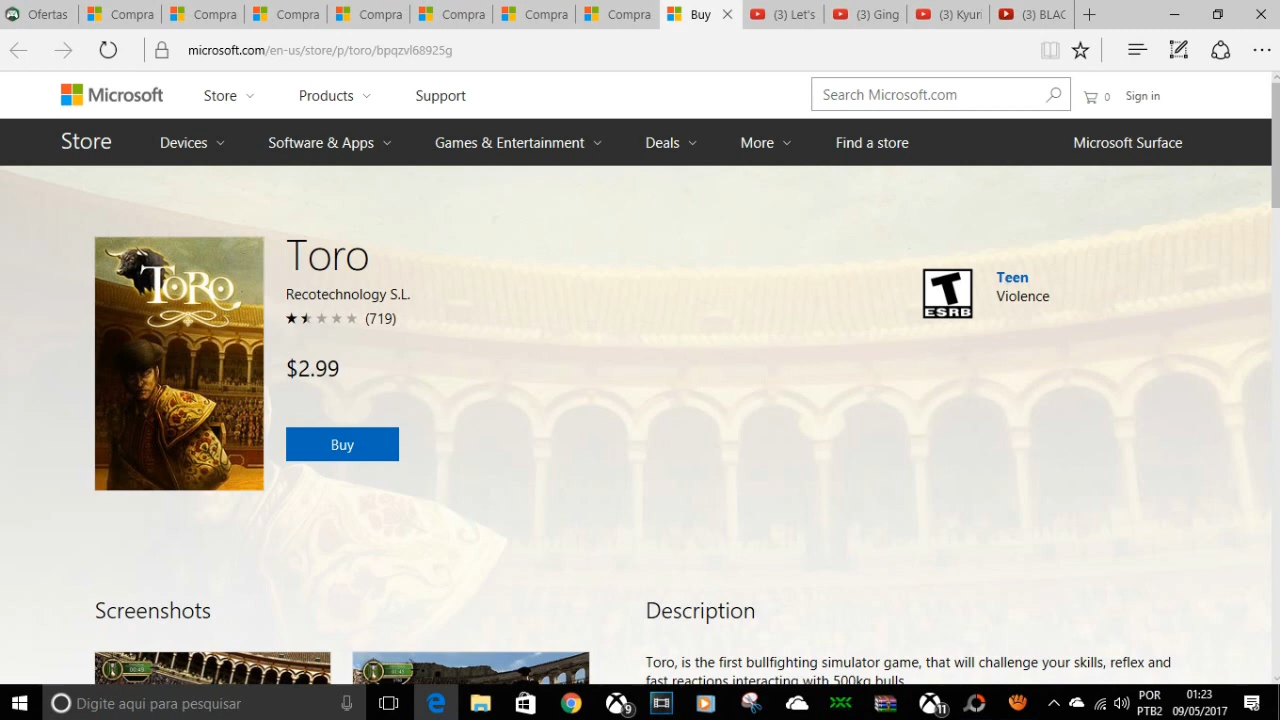 Ofertas Compra Compra Compra Compra Compra Compra Compra Buy (3) Let's (3) Ging (3) Kyuri (3) BLAC
microsoft.com/en-us/store/p/toro/bpqzvl68925g
Microsoft Store Products Support Search Microsoft.com 0 Sign in
Store Devices Software & Apps Games & Entertainment Deals More Find a store Microsoft Surface
TORO
Toro
Recotechnology S.L.
(719)
$2.99
Buy
T
ESRB
Teen
Violence
Screenshots
Description
Toro, is the first bullfighting simulator game, that will challenge your skills, reflex and
fast reactions interacting with 500kg bulls
Digite aqui para pesquisar
9
11
POR
PTB2
01:23
09/05/2017